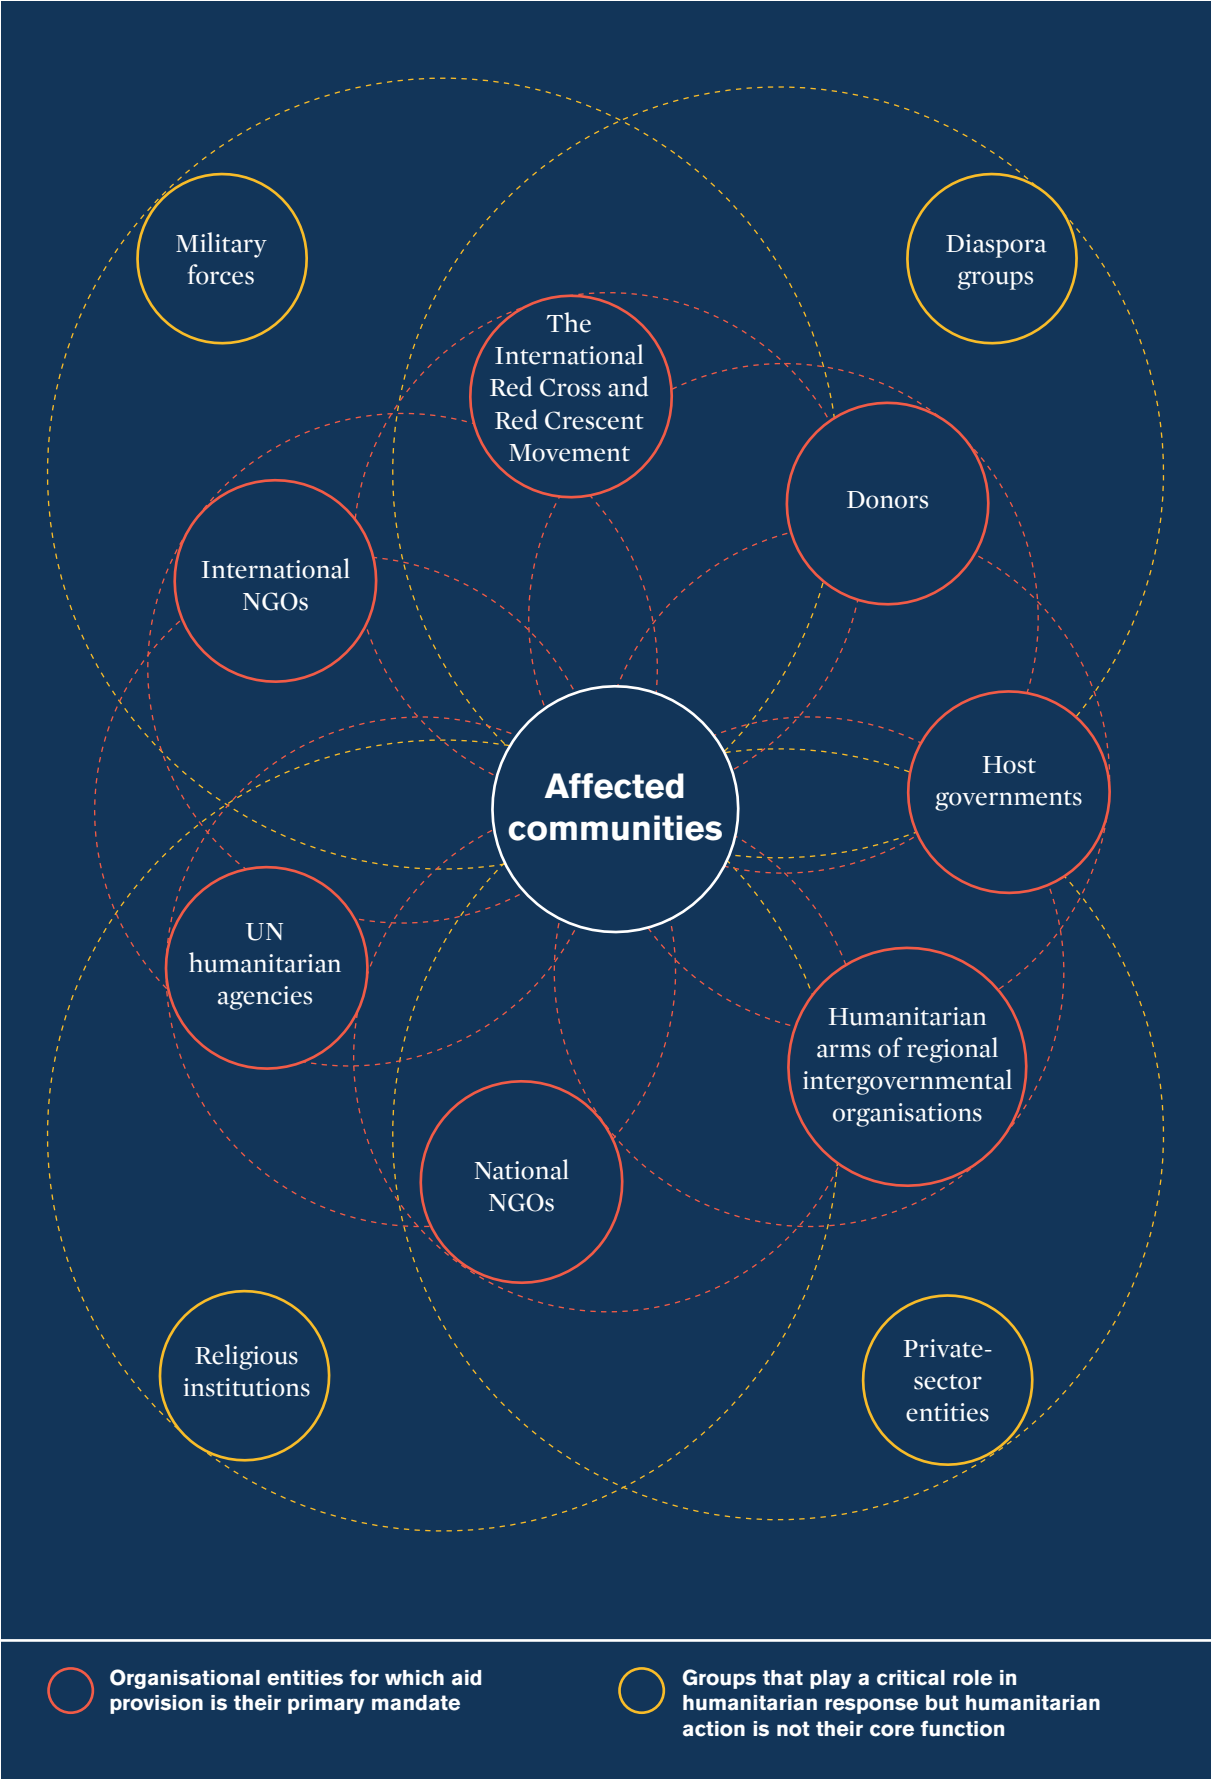 Military
forces
Diaspora
groups
The
International
Red Cross and
Red Crescent
Movement
Donors
International
NGOs
Host
governments
Affected
communities
UN
humanitarian
agencies
Humanitarian
arms of regional
intergovernmental
organisations
National
NGOs
Religious
institutions
Private-
sector
entities
Organisational entities for which aid
provision is their primary mandate
Groups that play a critical role in
humanitarian response but humanitarian
action is not their core function